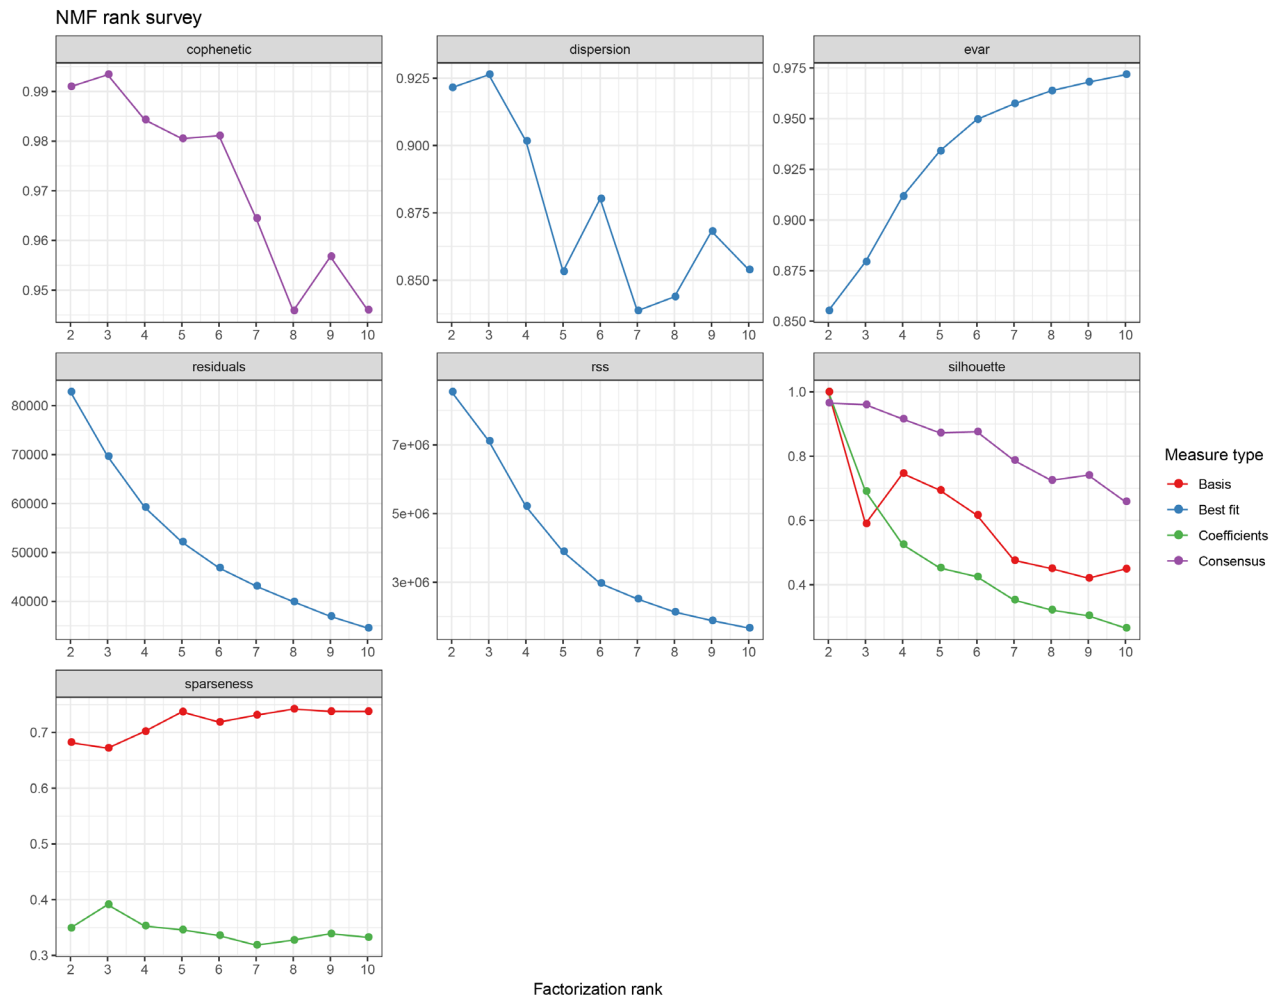 NMF rank survey
cophenetic
dispersion
evar
0.99
0.98
0.97
0.96
0.95
2 3 4 5 6 7 8 9 10
0.925
0.900
0.875
0.850
2 3 4 5 6 7 8 9 10
0.975
0.950
0.925
0.900
0.875
0.850
2 3 4 5 6 7 8 9 10
residuals
rss
silhouette
80000
70000
60000
50000
40000
2 3 4 5 6 7 8 9 10
7e+06
5e+06
3e+06
2 3 4 5 6 7 8 9 10
1.0
0.8
0.6
0.4
2 3 4 5 6 7 8 9 10
Measure type
Basis
Best fit
Coefficients
Consensus
sparseness
0.7
0.6
0.5
0.4
0.3
2 3 4 5 6 7 8 9 10
Factorization rank